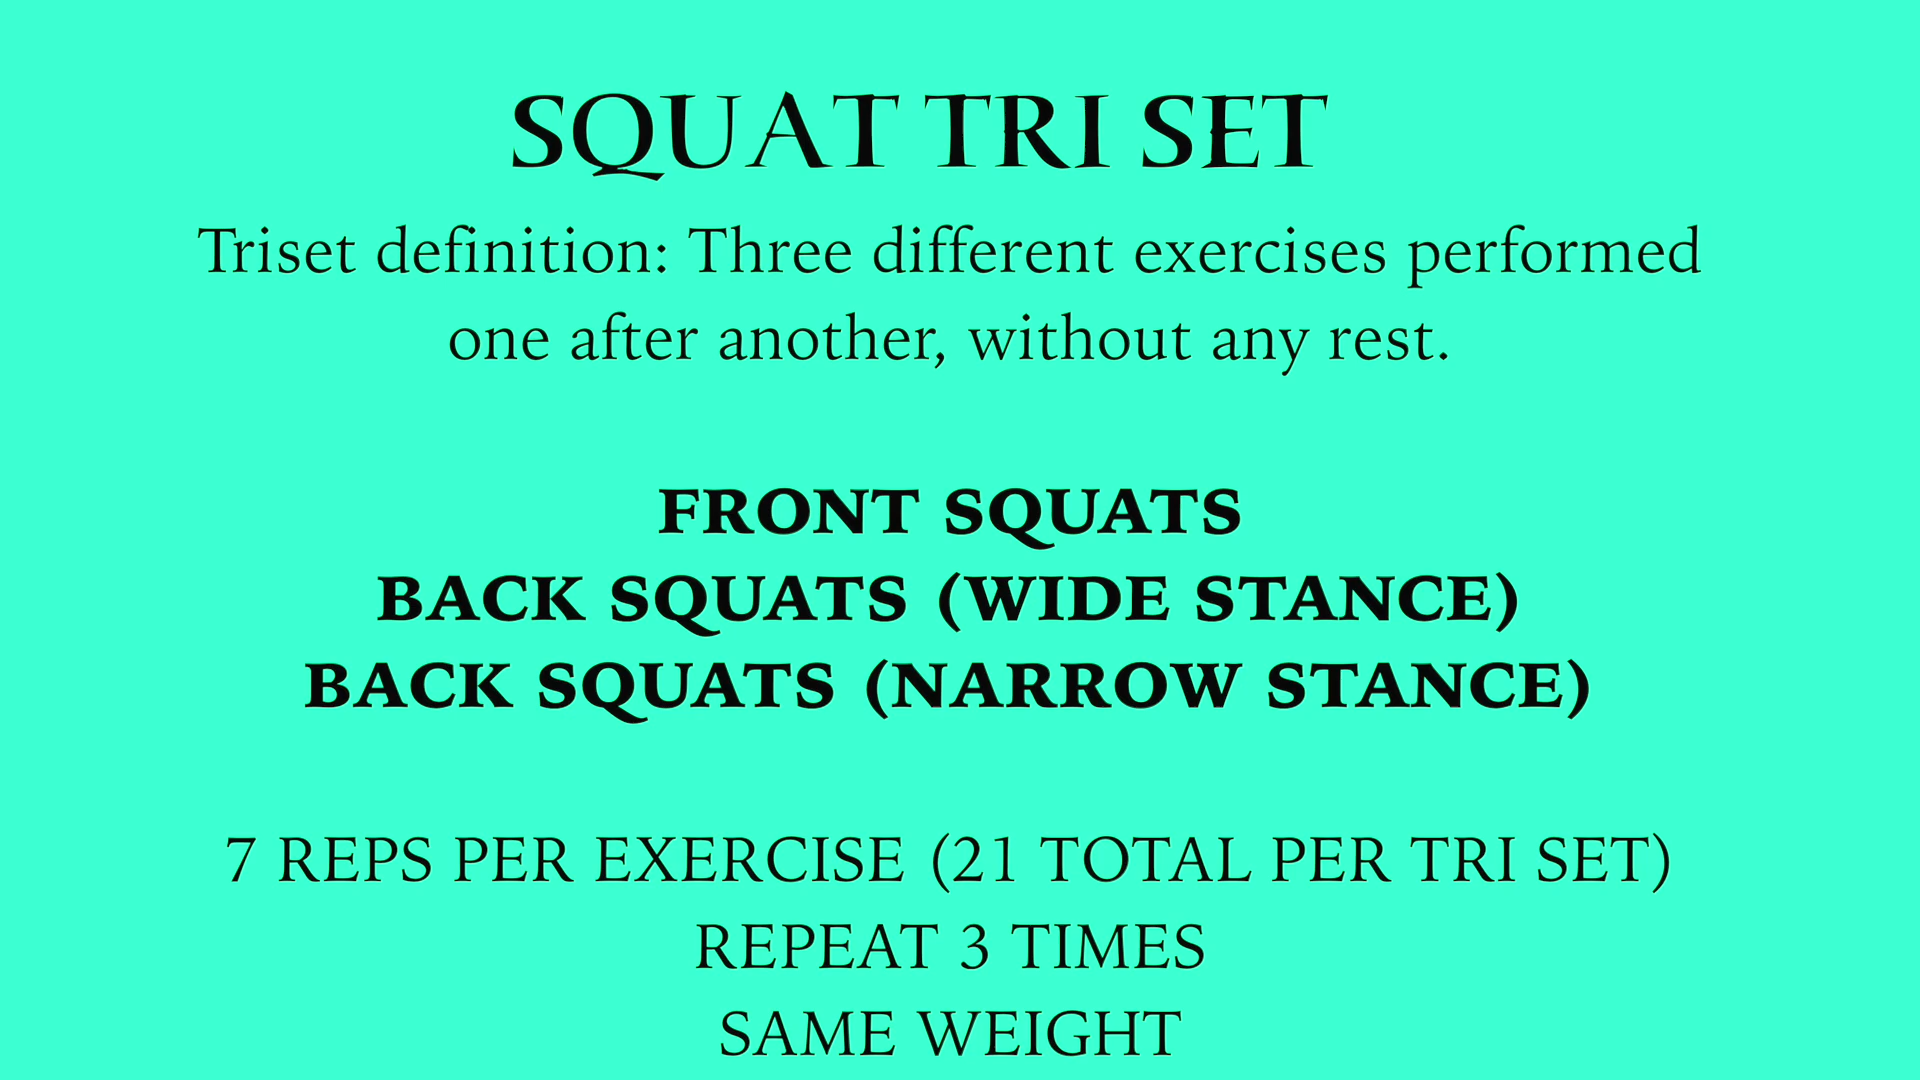 SQUAT TRI SET
Triset definition: Three different exercises performed
one after another, without any rest.
FRONT SQUATS
BACK SQUATS (WIDE STANCE)
BACK SQUATS (NARROW STANCE)
7 REPS PER EXERCISE (21 TOTAL PER TRI SET)
REPEAT 3 TIMES
SAME WEIGHT